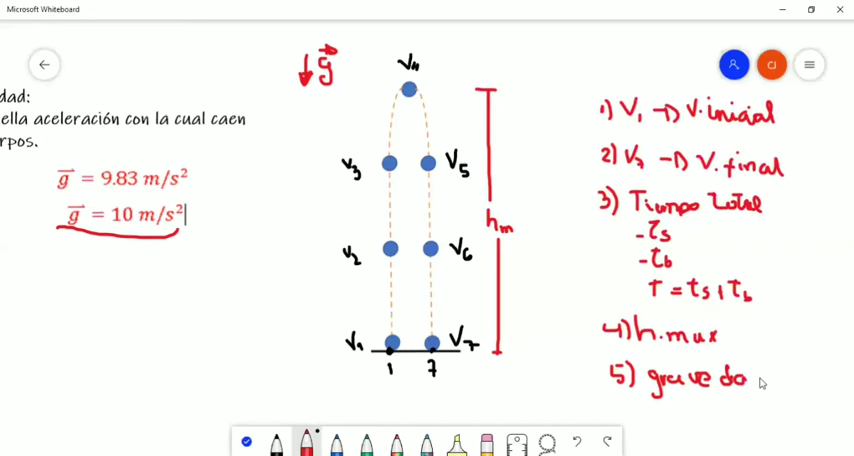 Microsoft Whiteboard
dad:
ella aceleración con la cual caen
rpos.
g = 9.83 m/s²
g = 10 m/s²
g
V4
V3
V5
V2
V6
V1
V7
1
7
hm
1) V1 → V.inicial
2) V7 → V.final
3) Tiempo total
- ts
- tb
T = ts + tb
4) h.max
5) graveda